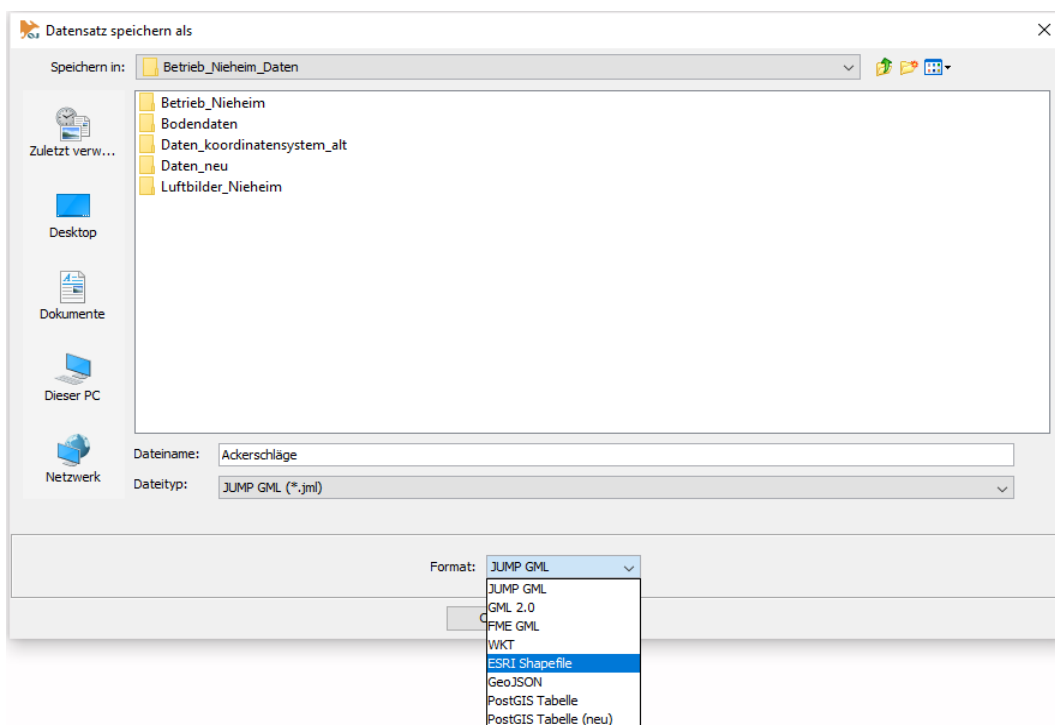 Datensatz speichern als
Speichern in: Betrieb_Nieheim_Daten
Betrieb_Nieheim
Bodendaten
Daten_koordinatensystem_alt
Daten_neu
Luftbilder_Nieheim
Zuletzt verw...
Desktop
Dokumente
Dieser PC
Netzwerk
Dateiname: Ackerschläge
Dateityp: JUMP GML (*.jml)
Format: JUMP GML
JUMP GML
GML 2.0
FME GML
WKT
ESRI Shapefile
GeoJSON
PostGIS Tabelle
PostGIS Tabelle (neu)